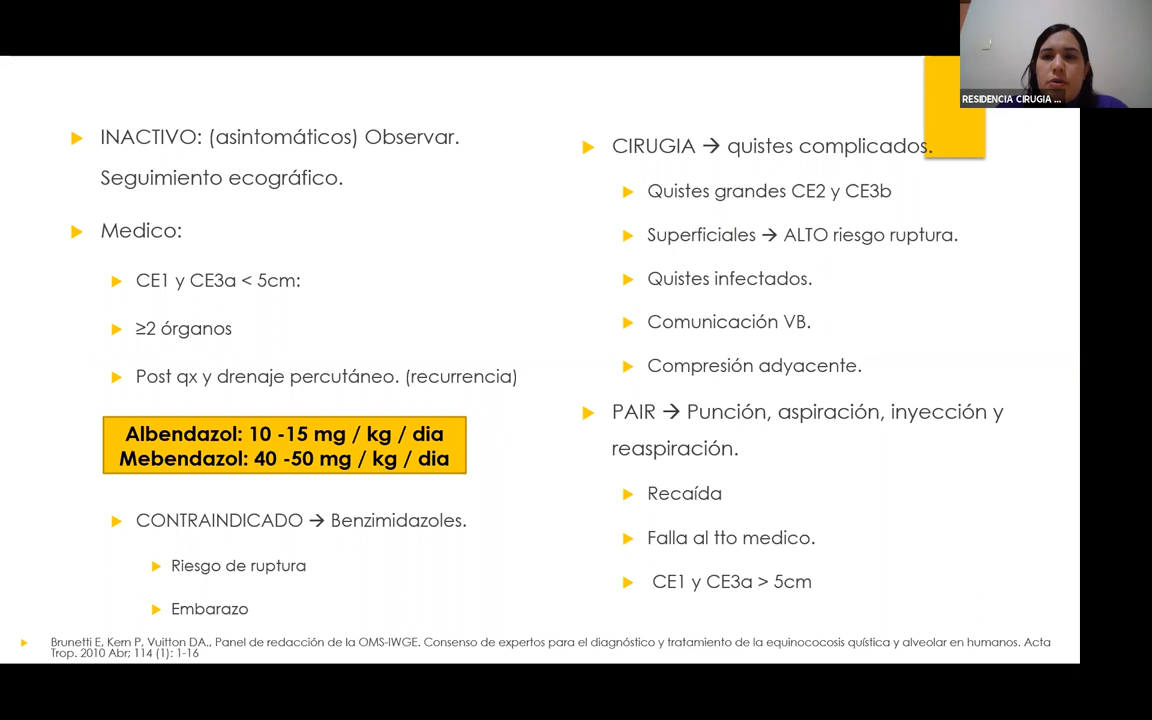 INACTIVO: (asintomáticos) Observar.
Seguimiento ecográfico.
Medico:
CE1 y CE3a < 5cm:
≥2 órganos
Post qx y drenaje percutáneo. (recurrencia)
Albendazol: 10 -15 mg / kg / dia
Mebendazol: 40 -50 mg / kg / dia
CONTRAINDICADO → Benzimidazoles.
Riesgo de ruptura
Embarazo
CIRUGIA → quistes complicados.
Quistes grandes CE2 y CE3b
Superficiales → ALTO riesgo ruptura.
Quistes infectados.
Comunicación VB.
Compresión adyacente.
PAIR → Punción, aspiración, inyección y
reaspiración.
Recaída
Falla al tto medico.
CE1 y CE3a > 5cm
Brunetti E, Kern P, Vuitton DA., Panel de redacción de la OMS-IWGE. Consenso de expertos para el diagnóstico y tratamiento de la equinococosis quística y alveolar en humanos. Acta
Trop. 2010 Abr; 114 (1): 1-16
RESIDENCIA CIRUGIA ...